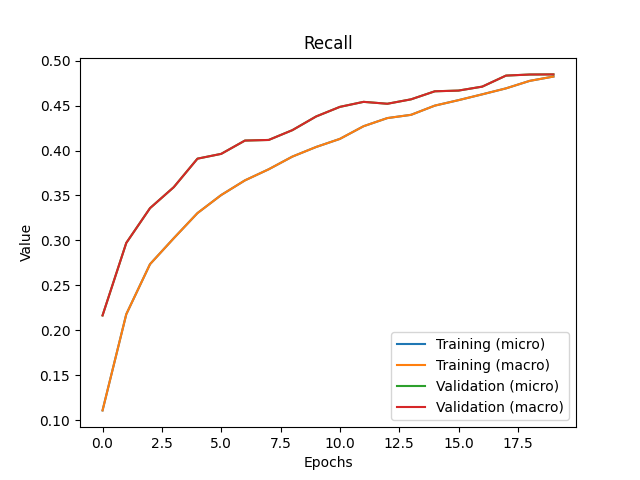 Recall
Value
0.50
0.45
0.40
0.35
0.30
0.25
0.20
0.15
0.10
Training (micro)
Training (macro)
Validation (micro)
Validation (macro)
0.0 2.5 5.0 7.5 10.0 12.5 15.0 17.5
Epochs